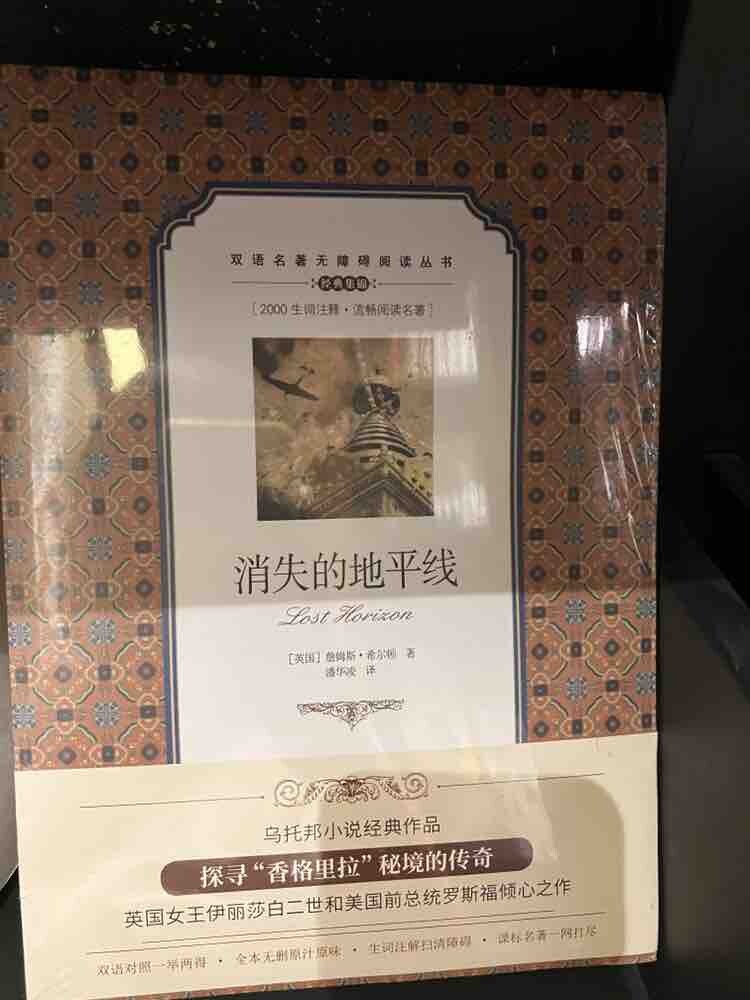 双语名著无障碍阅读丛书
经典集锦
[2000 生词注释·流畅阅读名著]
消失的地平线
Lost Horizon
[英国] 詹姆斯·希尔顿 著
潘华凌 译
乌托邦小说经典作品
探寻“香格里拉”秘境的传奇
英国女王伊丽莎白二世和美国前总统罗斯福倾心之作
双语对照一举两得 · 全本无删原汁原味 · 生词注解扫清障碍 · 课标名著一网打尽